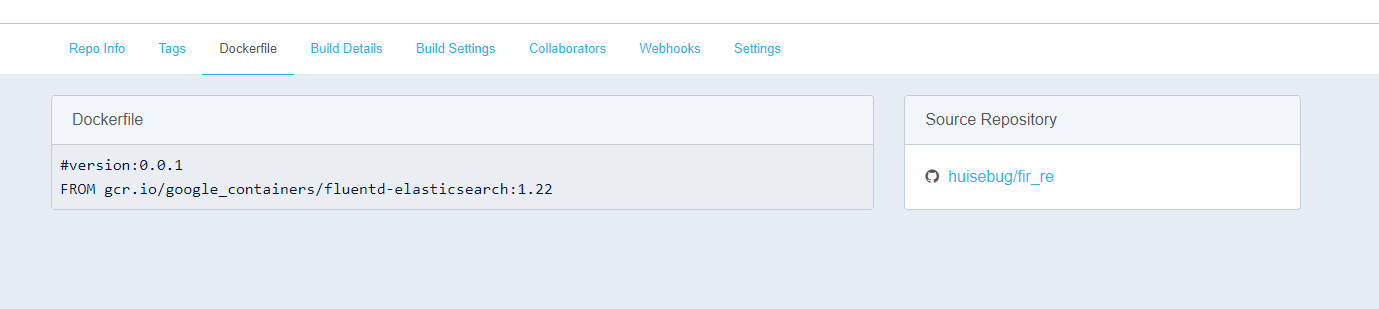 Repo Info Tags Dockerfile Build Details Build Settings Collaborators Webhooks Settings
Dockerfile
#version:0.0.1
FROM gcr.io/google_containers/fluentd-elasticsearch:1.22
Source Repository
huisebug/fir_re